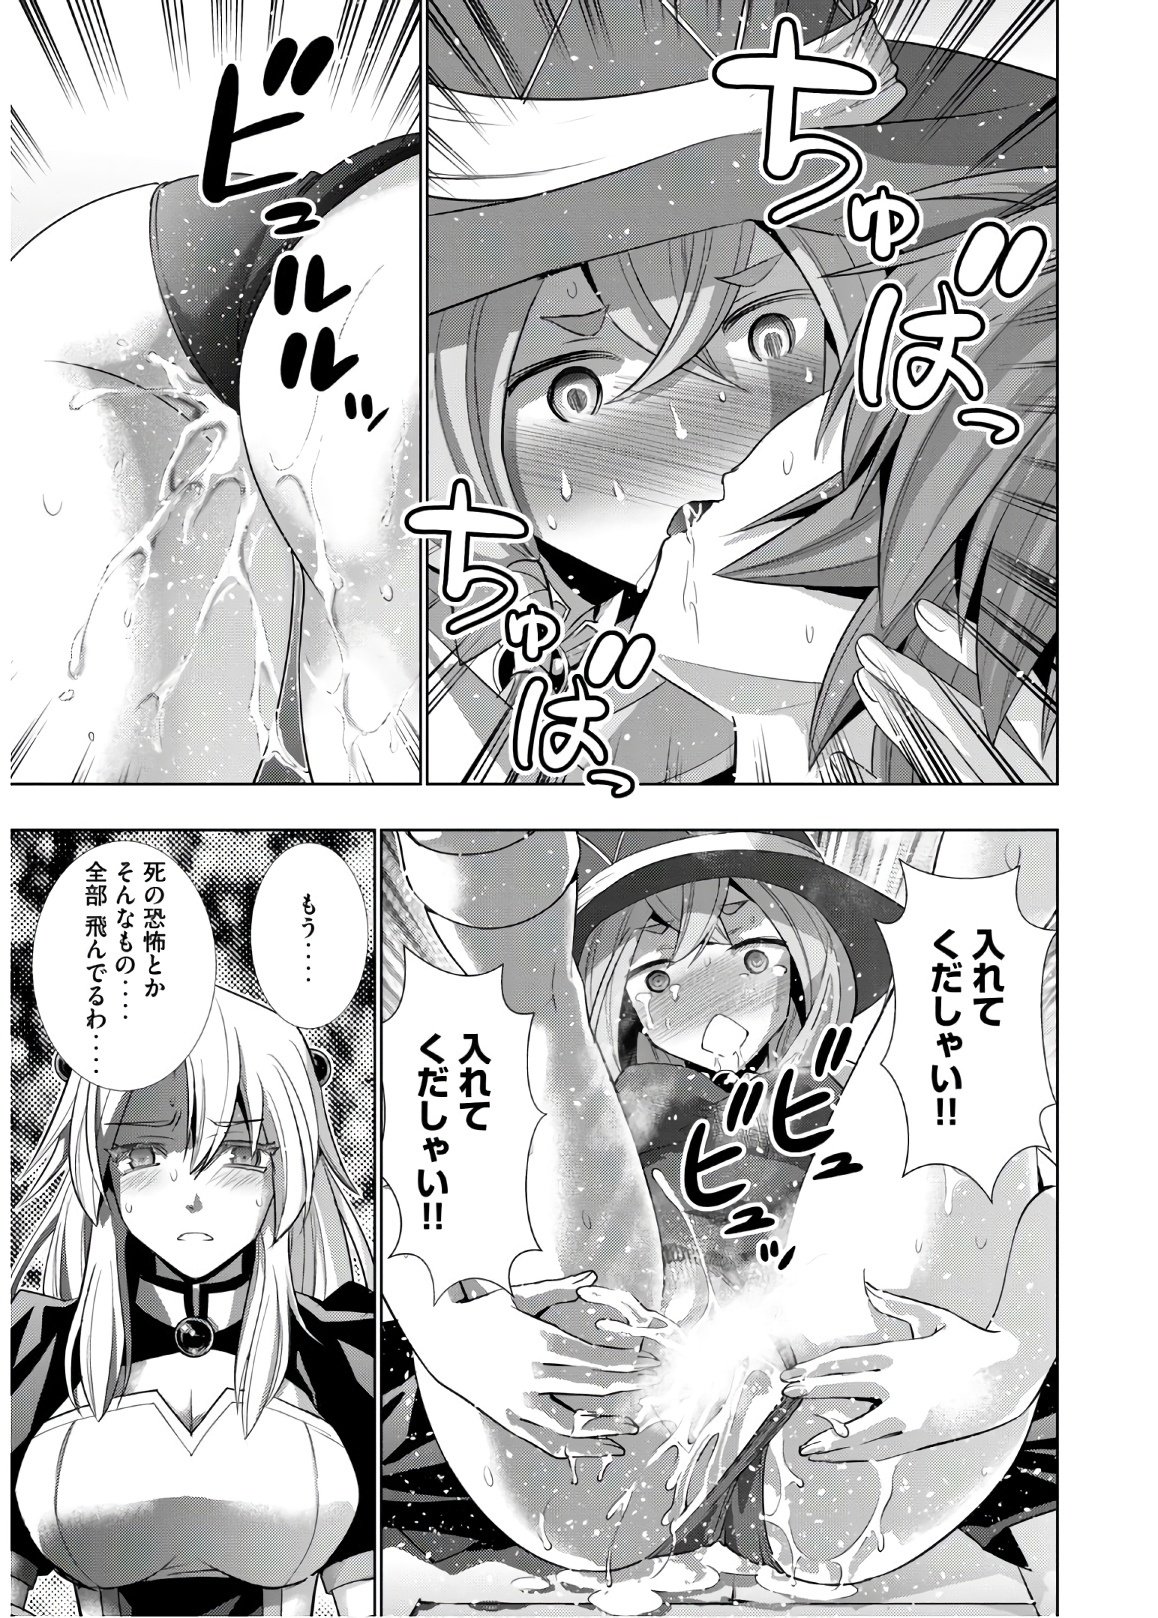 ちゅばっ
ちゅばっ
ビュルルッ
入れて
くだしゃい!!
入れて
くだしゃい!!
ビュ
ビュッ
もう‥‥
死の恐怖とか
そんなもの‥‥
全部 飛んでるわ‥‥